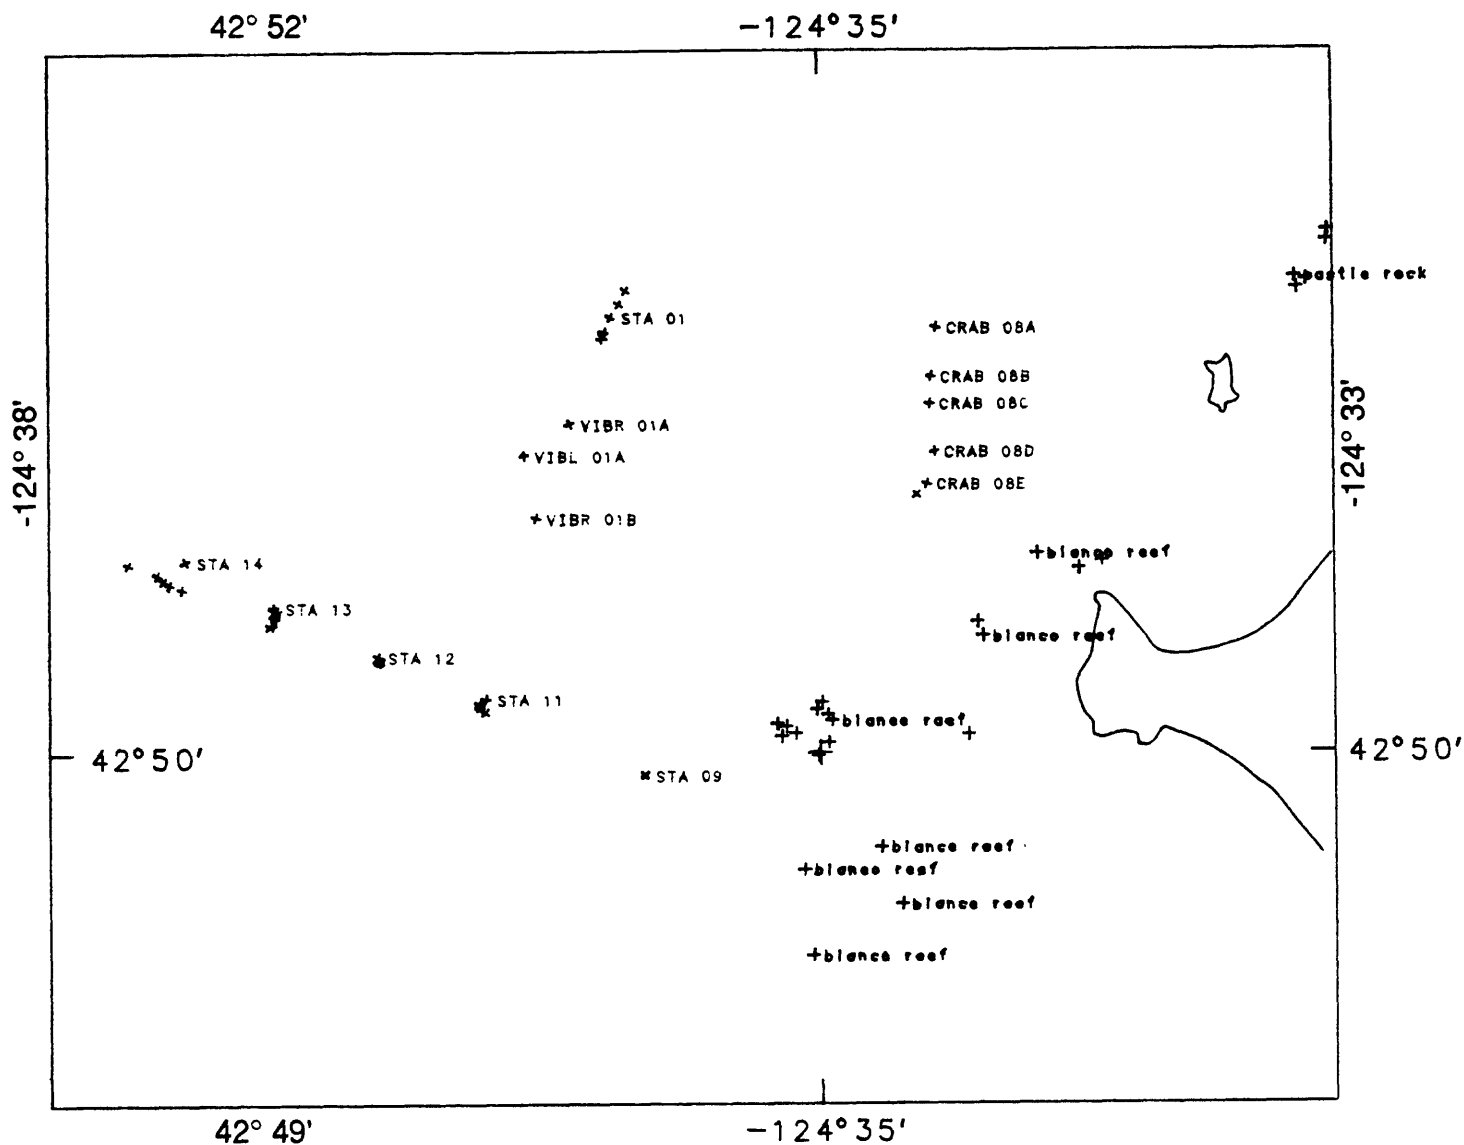 42° 52'
-124° 35'
pastle rock
STA 01
CRAB 08A
CRAB 08B
-124° 38'
-124° 33'
CRAB 08C
VIBR 01A
CRAB 08D
VIBL 01A
CRAB 08E
VIBR 01B
blanco reef
STA 14
STA 13
blanco reef
STA 12
STA 11
blanco reef
42° 50'
42° 50'
STA 09
blanco reef
blanco reef
blanco reef
blanco reef
42° 49'
-124° 35'